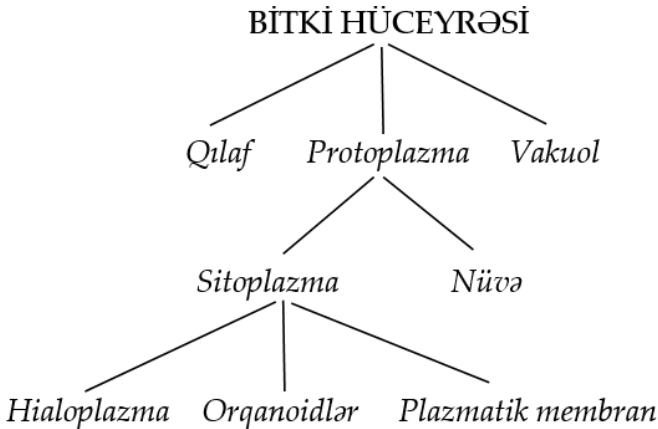 BİTKİ HÜCEYRƏSİ
Qılaf Protoplazma Vakuol
Sitoplazma Nüvə
Hialoplazma Orqanoidlər Plazmatik membran